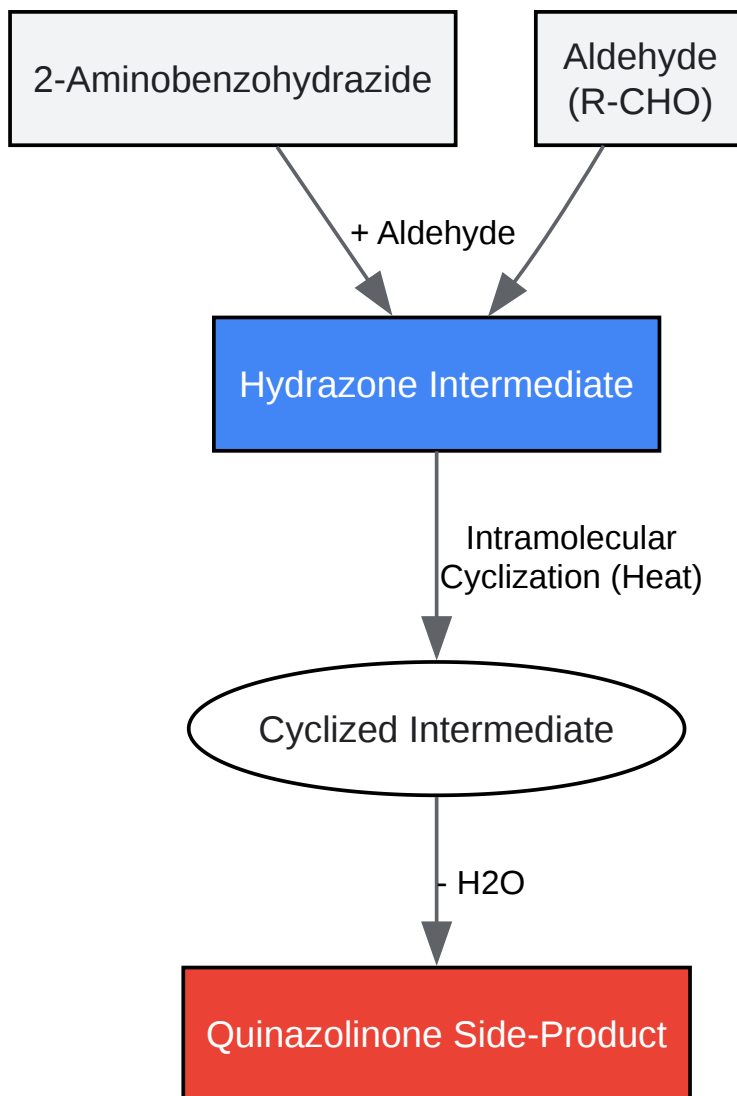 2-Aminobenzohydrazide
Aldehyde
(R-CHO)
+ Aldehyde
Hydrazone Intermediate
Intramolecular
Cyclization (Heat)
Cyclized Intermediate
- H2O
Quinazolinone Side-Product